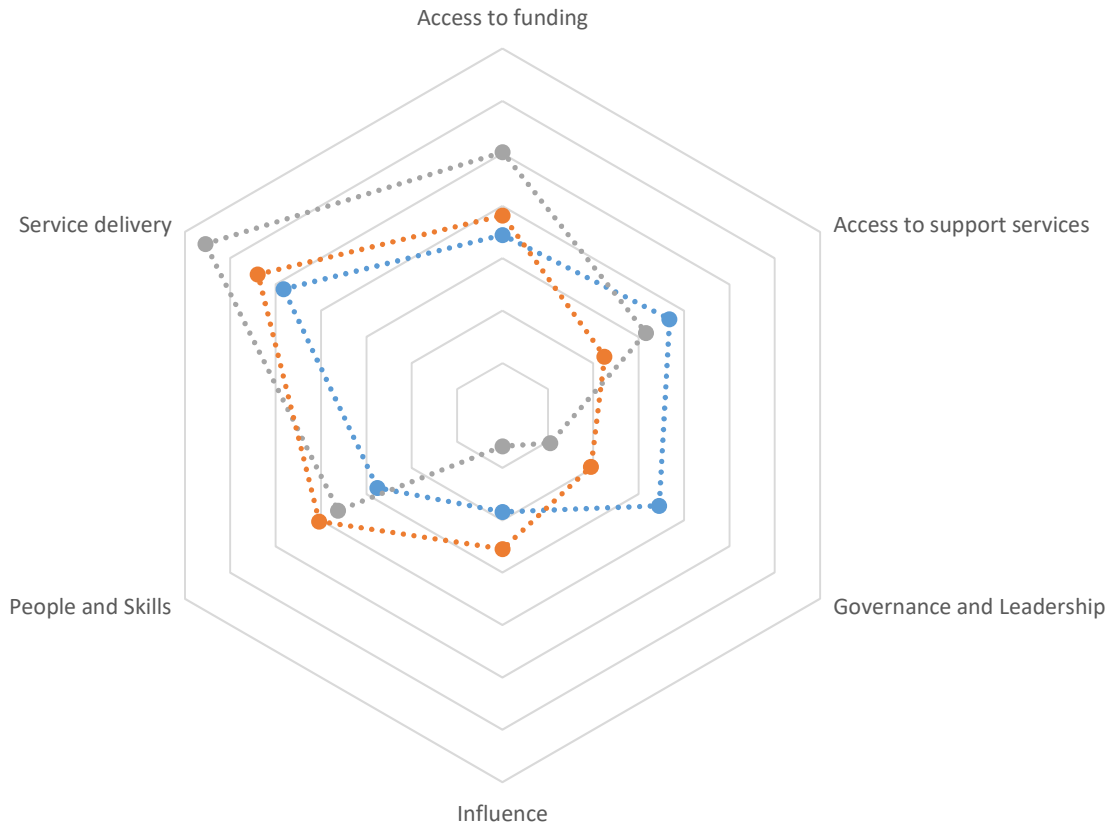 Access to funding
Service delivery
Access to support services
People and Skills
Governance and Leadership
Influence